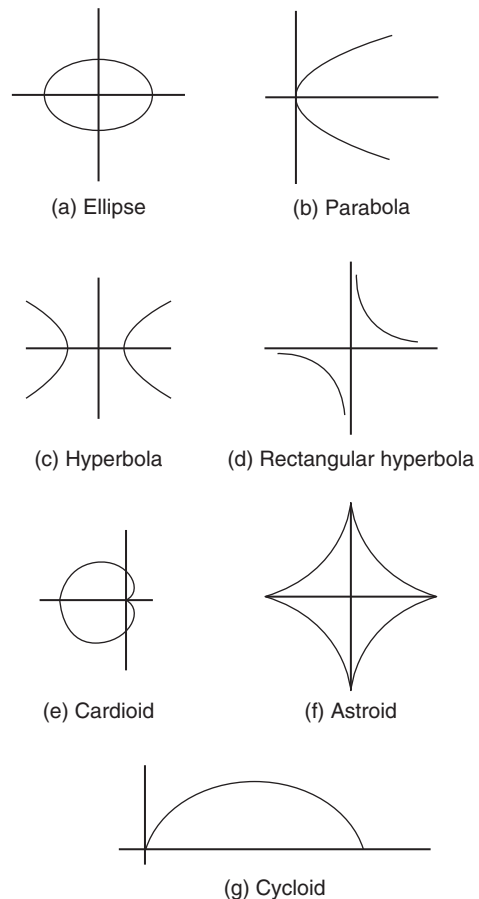 (a) Ellipse
(b) Parabola
(c) Hyperbola
(d) Rectangular hyperbola
(e) Cardioid
(f) Astroid
(g) Cycloid